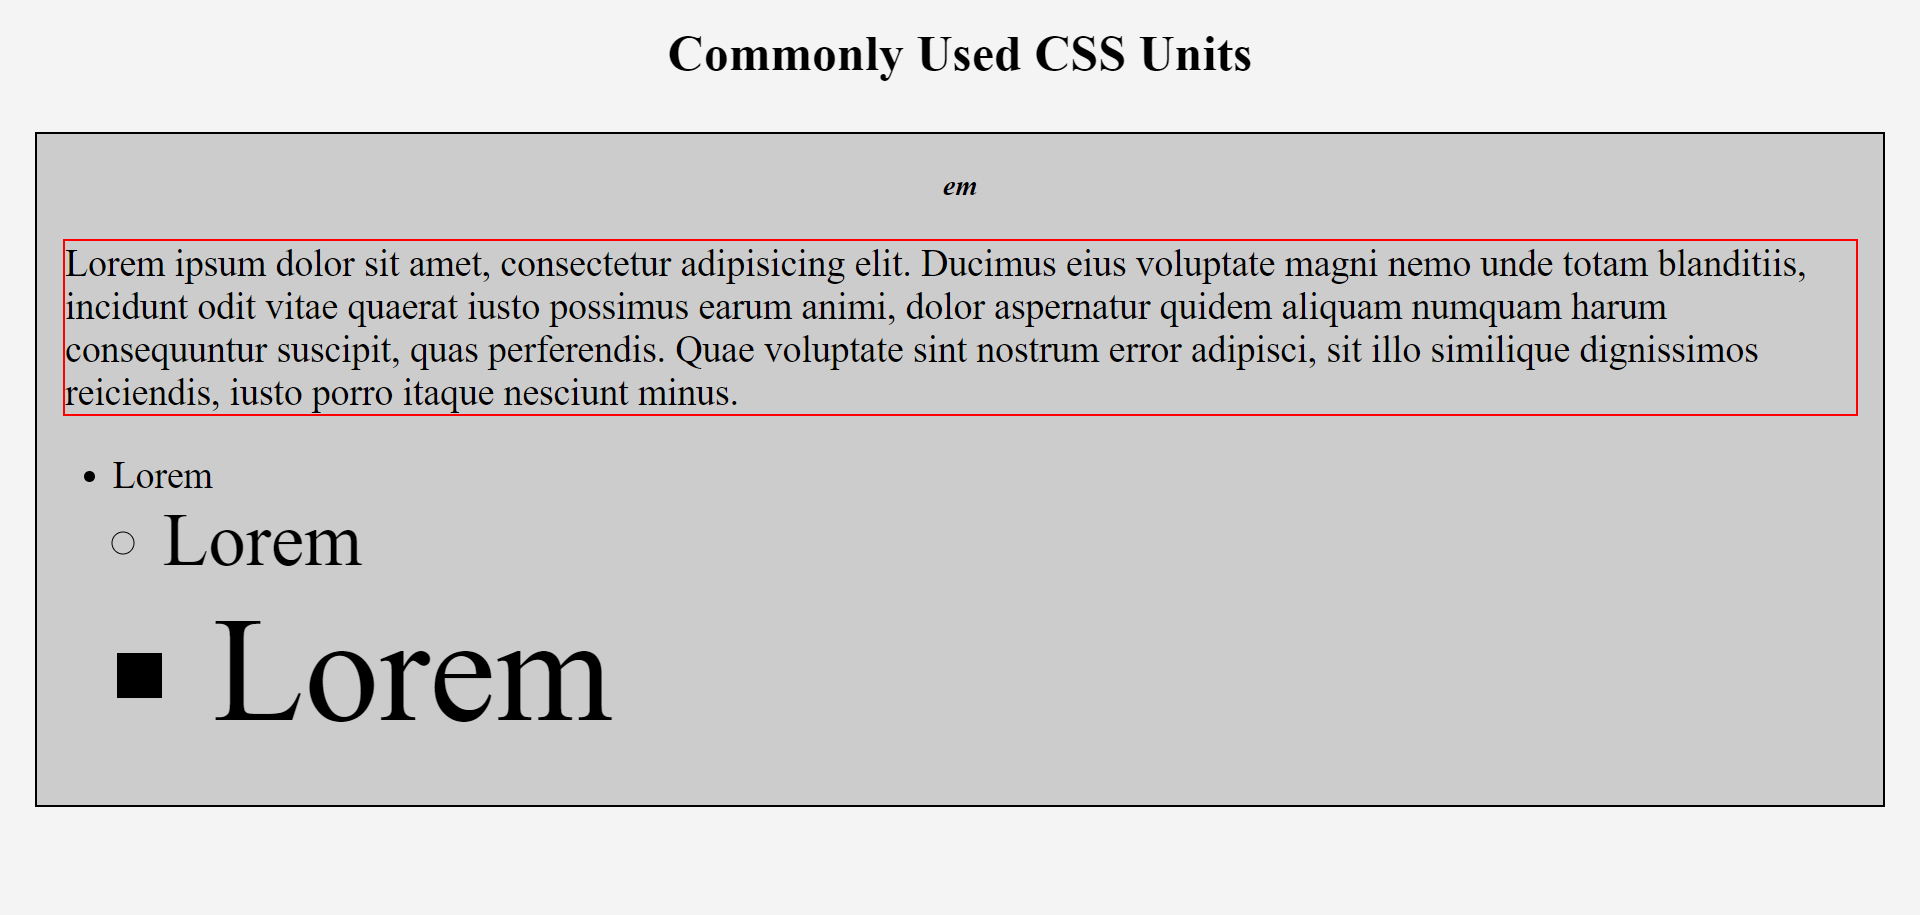 Commonly Used CSS Units
em
Lorem ipsum dolor sit amet, consectetur adipisicing elit. Ducimus eius voluptate magni nemo unde totam blanditiis,
incidunt odit vitae quaerat iusto possimus earum animi, dolor aspernatur quidem aliquam numquam harum
consequuntur suscipit, quas perferendis. Quae voluptate sint nostrum error adipisci, sit illo similique dignissimos
reiciendis, iusto porro itaque nesciunt minus.
Lorem
Lorem
Lorem